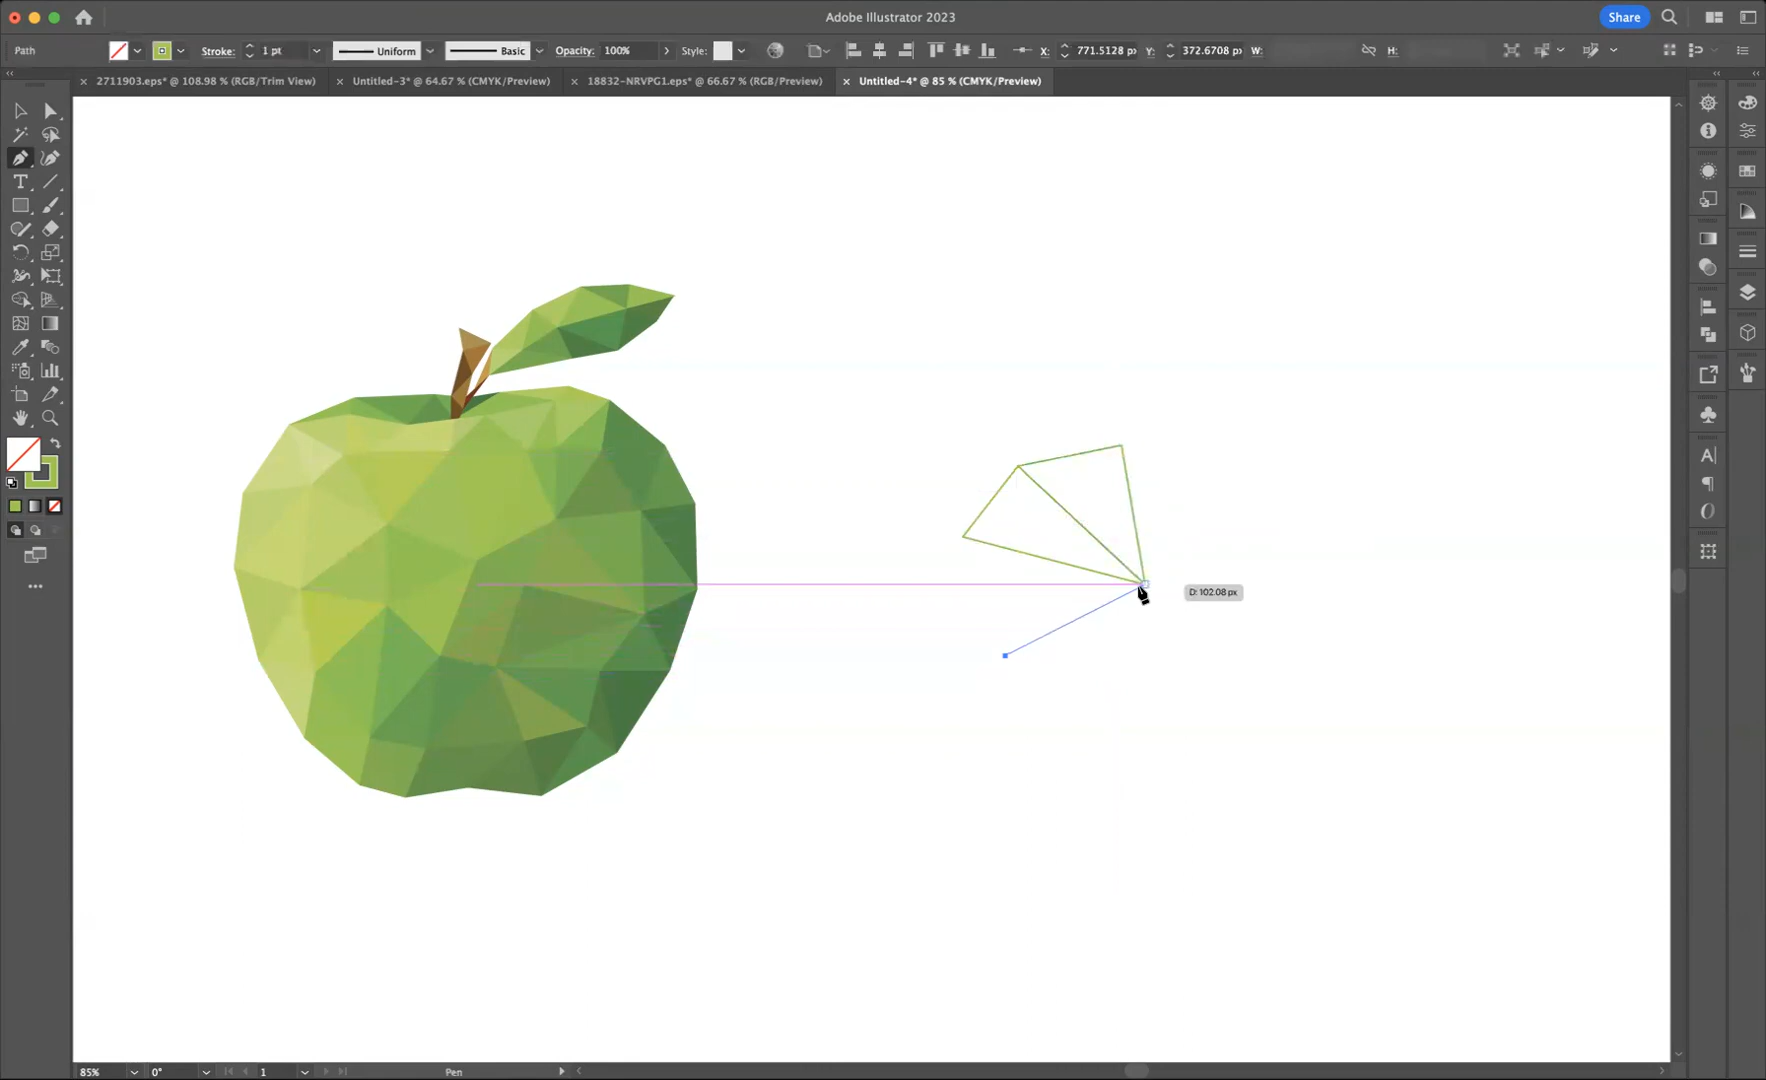 Adobe Illustrator 2023
Share
Path
Stroke:
1 pt
Uniform
Basic
Opacity:
100%
Style:
X:
771.5128 px
Y:
372.6708 px
W:
H:
× 2711903.eps* @ 108.98 % (RGB/Trim View)
× Untitled-3* @ 64.67 % (CMYK/Preview)
× 18832-NRVPG1.eps* @ 66.67 % (RGB/Preview)
× Untitled-4* @ 85 % (CMYK/Preview)
D: 102.08 px
85%
0°
1
Pen